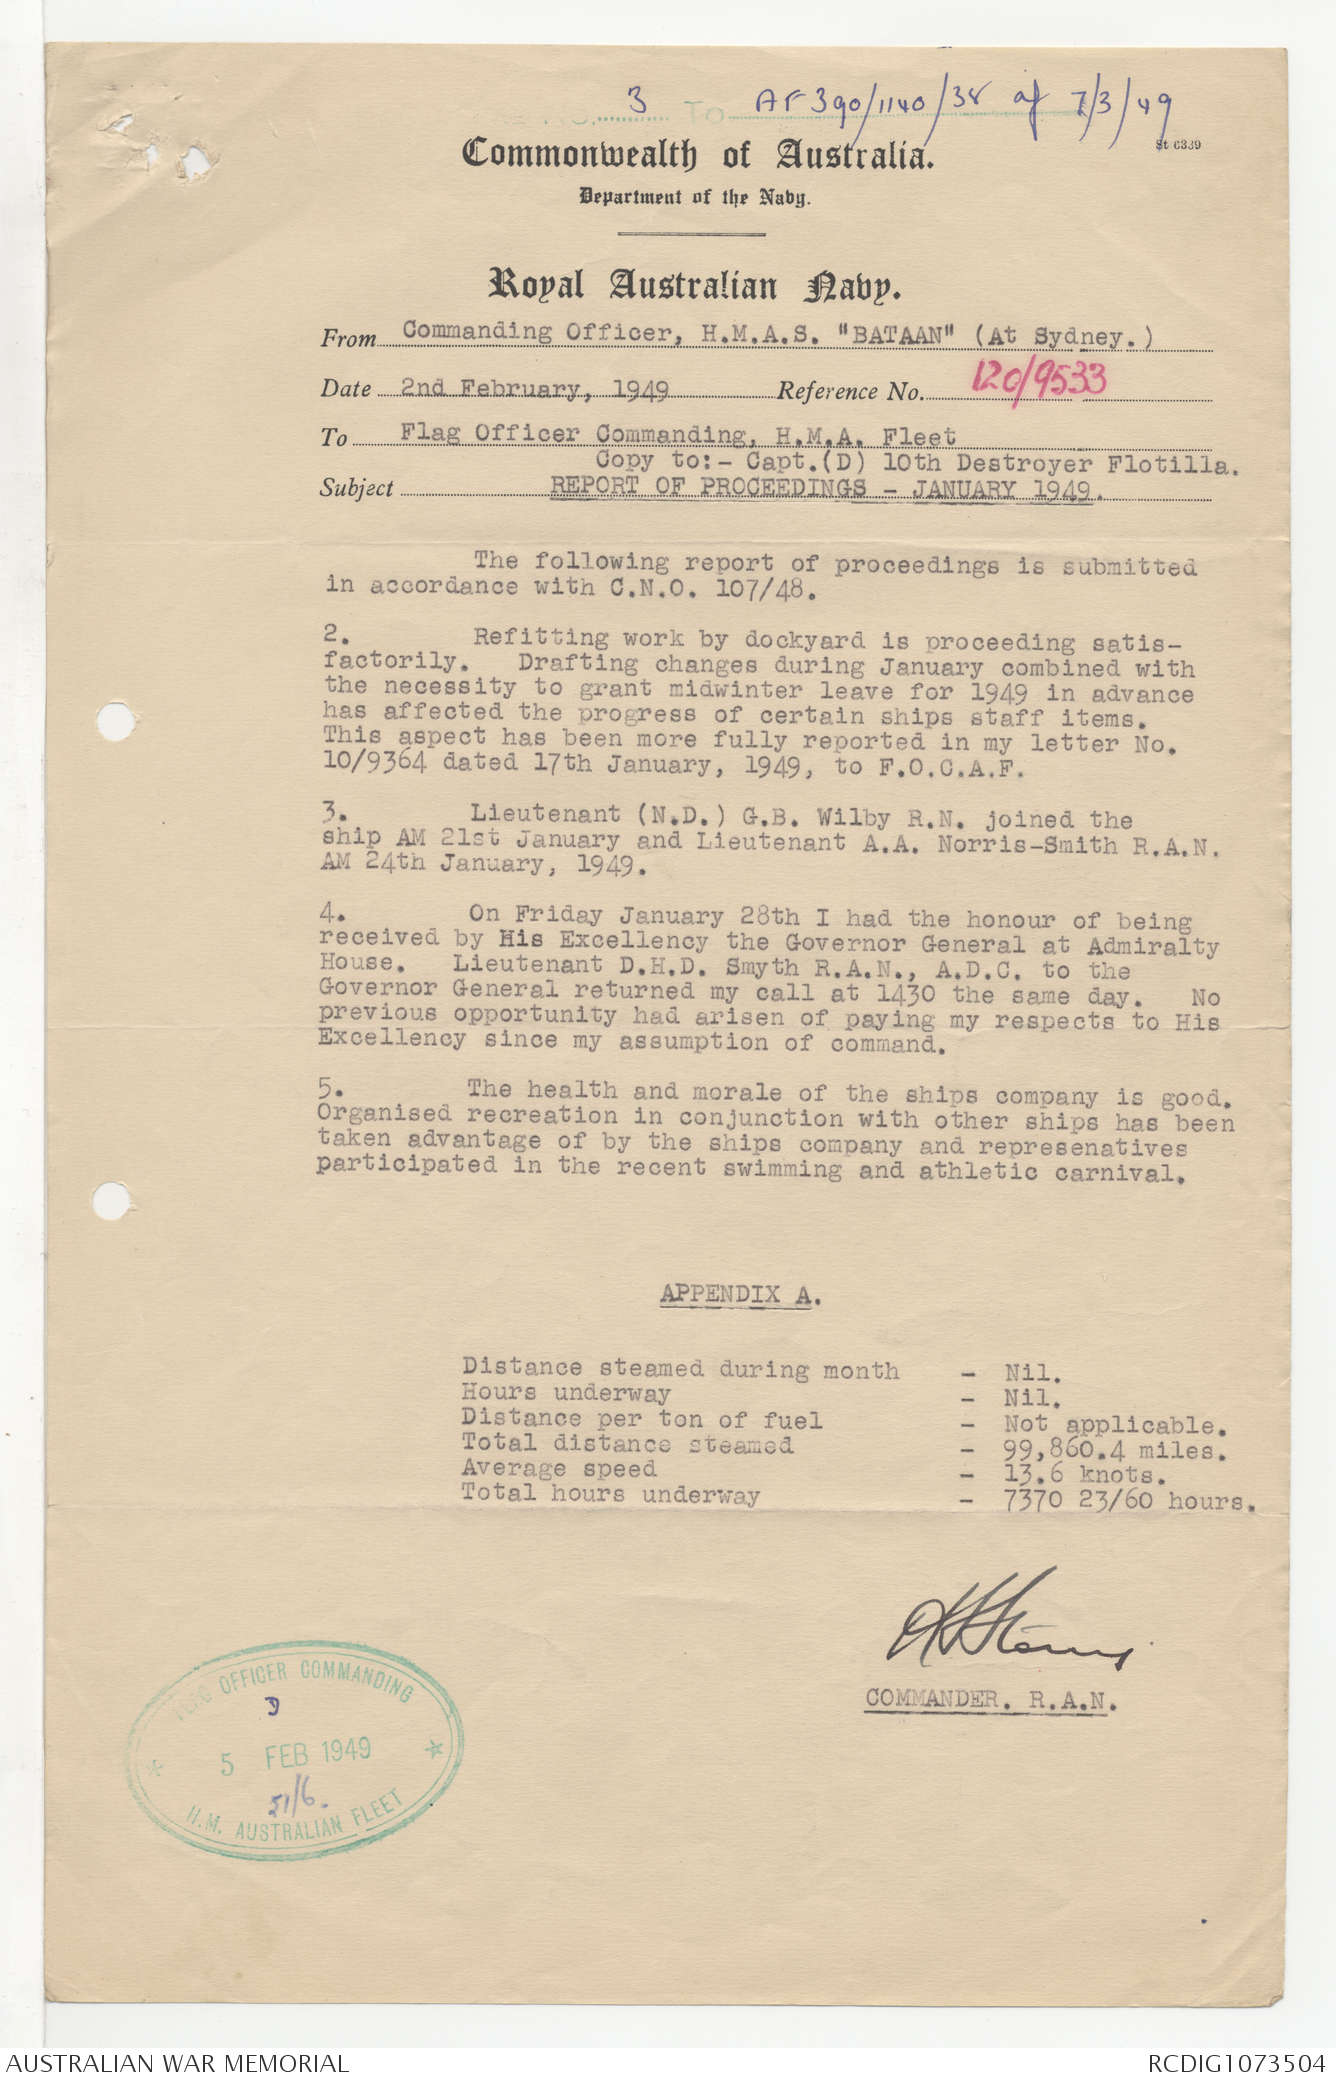 3 TO AF 390/1140/38 of 7/3/49
Commonwealth of Australia.
St 6339
Department of the Navy.
Royal Australian Navy.
From Commanding Officer, H.M.A.S. "BATAAN" (At Sydney.)
Date 2nd February, 1949 Reference No. 120/9533
To Flag Officer Commanding, H.M.A. Fleet
Copy to:- Capt.(D) 10th Destroyer Flotilla.
Subject REPORT OF PROCEEDINGS - JANUARY 1949.
The following report of proceedings is submitted
in accordance with C.N.O. 107/48.
2. Refitting work by dockyard is proceeding satis-
factorily. Drafting changes during January combined with
the necessity to grant midwinter leave for 1949 in advance
has affected the progress of certain ships staff items.
This aspect has been more fully reported in my letter No.
10/9364 dated 17th January, 1949, to F.O.C.A.F.
3. Lieutenant (N.D.) G.B. Wilby R.N. joined the
ship AM 21st January and Lieutenant A.A. Norris-Smith R.A.N.
AM 24th January, 1949.
4. On Friday January 28th I had the honour of being
received by His Excellency the Governor General at Admiralty
House. Lieutenant D.H.D. Smyth R.A.N., A.D.C. to the
Governor General returned my call at 1430 the same day. No
previous opportunity had arisen of paying my respects to His
Excellency since my assumption of command.
5. The health and morale of the ships company is good.
Organised recreation in conjunction with other ships has been
taken advantage of by the ships company and represenatives
participated in the recent swimming and athletic carnival.
APPENDIX A.
Distance steamed during month - Nil.
Hours underway - Nil.
Distance per ton of fuel - Not applicable.
Total distance steamed - 99,860.4 miles.
Average speed - 13.6 knots.
Total hours underway - 7370 23/60 hours.
COMMANDER. R.A.N.
FLAG OFFICER COMMANDING
D
5 FEB 1949
H.M. AUSTRALIAN FLEET
AUSTRALIAN WAR MEMORIAL
RCDIG1073504